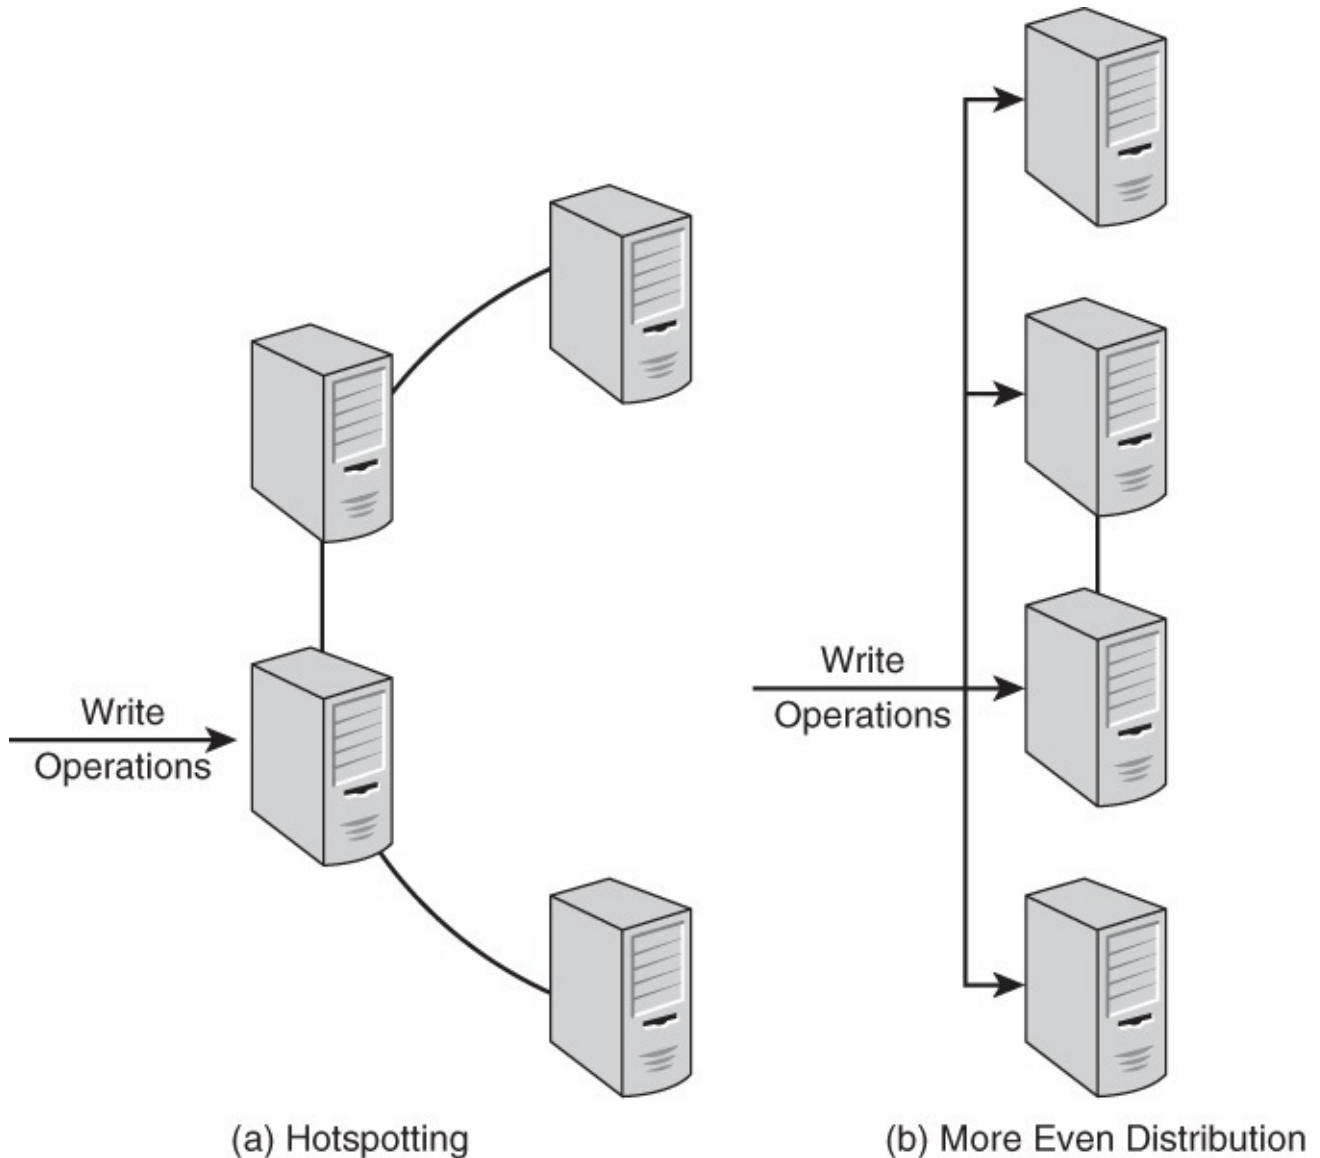 Write
Operations
(a) Hotspotting
Write
Operations
(b) More Even Distribution